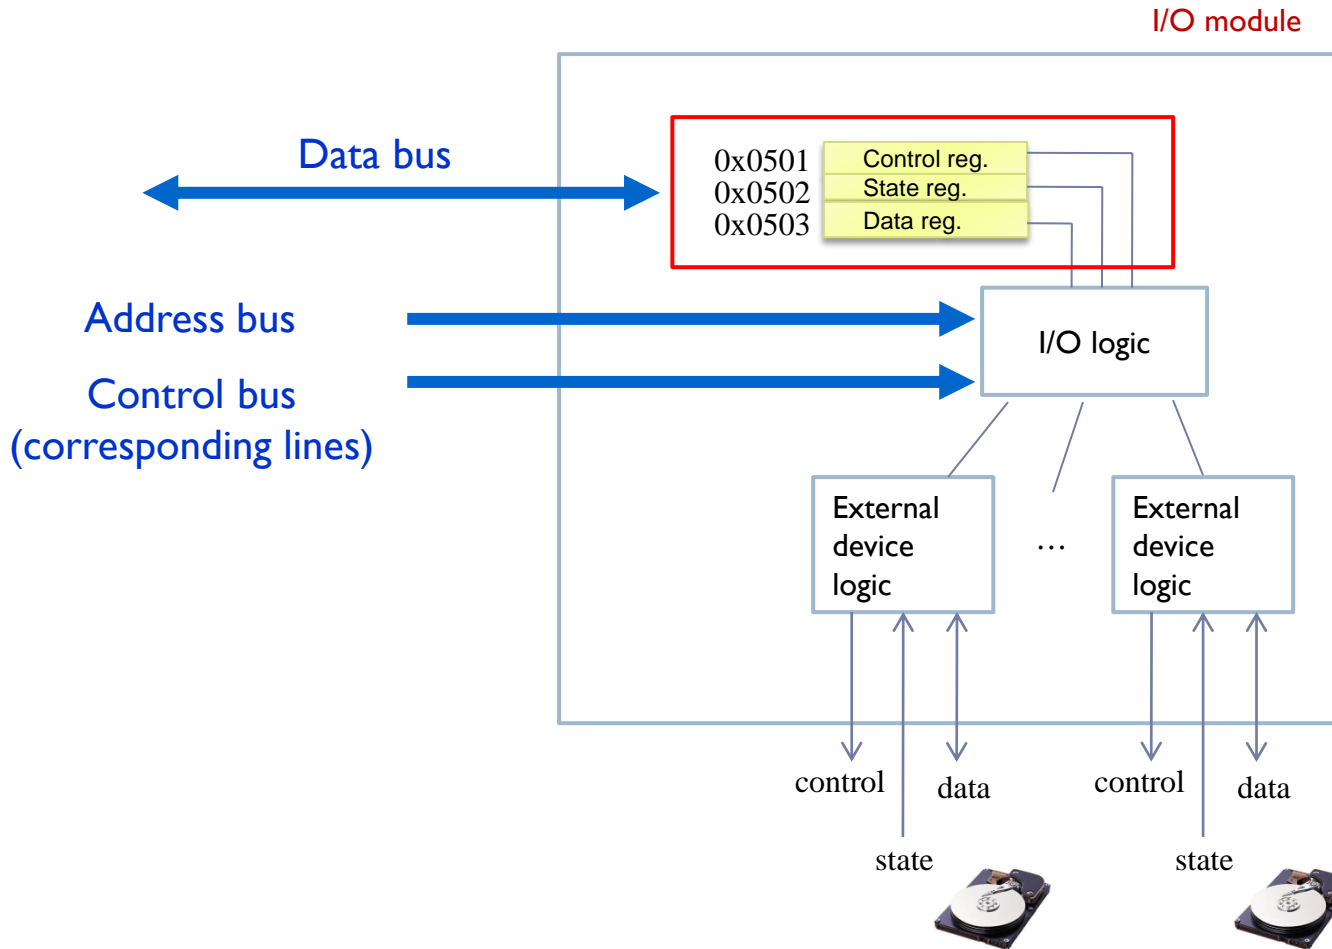 I/O module
Data bus
0x0501 Control reg.
0x0502 State reg.
0x0503 Data reg.
Address bus
I/O logic
Control bus
(corresponding lines)
External
device
logic
...
External
device
logic
control
data
state
control
data
state